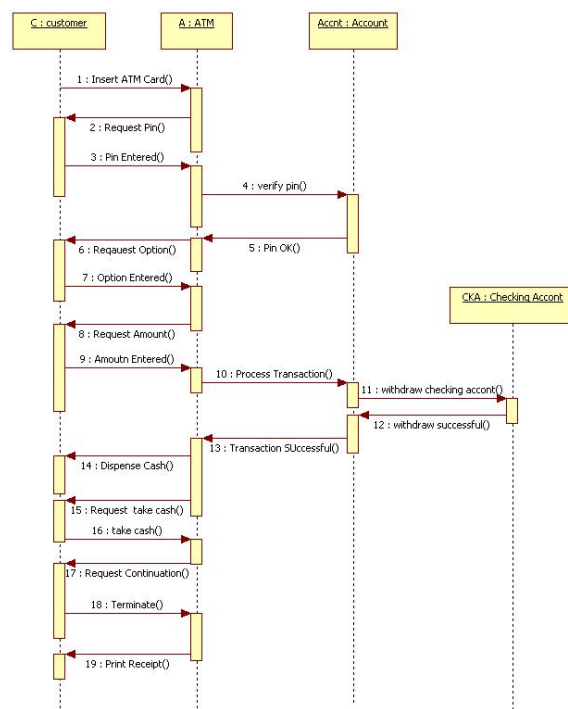 C : customer
A : ATM
Accnt : Account
1 : Insert ATM Card()
2 : Request Pin()
3 : Pin Entered()
4 : verify pin()
5 : Pin OK()
6 : Reqauest Option()
7 : Option Entered()
CKA : Checking Accont
8 : Request Amount()
9 : Amoutn Entered()
10 : Process Transaction()
11 : withdraw checking accont()
12 : withdraw successful()
13 : Transaction SUccessful()
14 : Dispense Cash()
15 : Request take cash()
16 : take cash()
17 : Request Continuation()
18 : Terminate()
19 : Print Receipt()